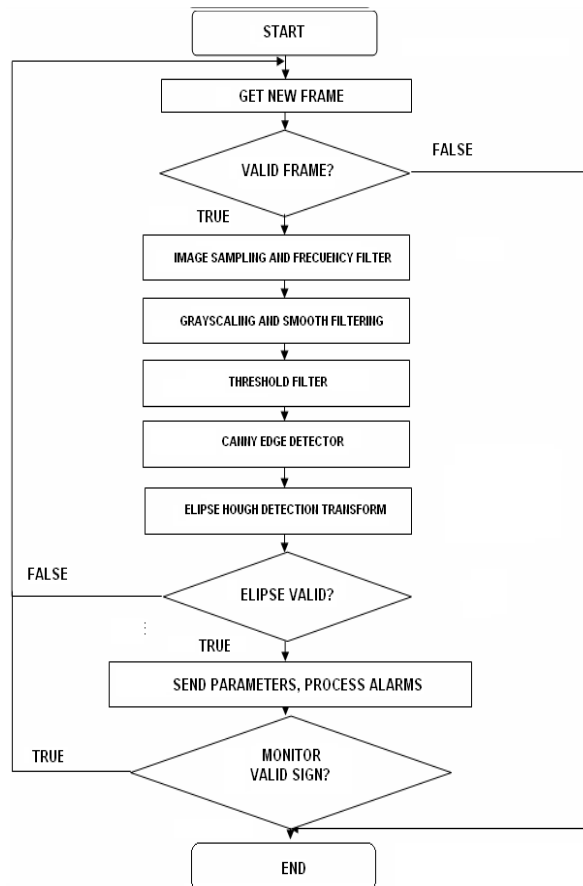 START
GET NEW FRAME
VALID FRAME?
FALSE
TRUE
IMAGE SAMPLING AND FRECUENCY FILTER
GRAYSCALING AND SMOOTH FILTERING
THRESHOLD FILTER
CANNY EDGE DETECTOR
ELIPSE HOUGH DETECTION TRANSFORM
FALSE
ELIPSE VALID?
TRUE
SEND PARAMETERS, PROCESS ALARMS
TRUE
MONITOR
VALID SIGN?
END